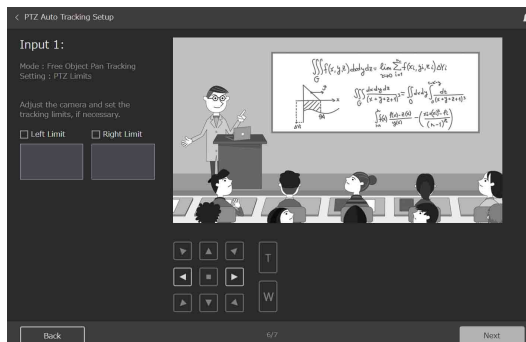 < PTZ Auto Tracking Setup
Input 1:
Mode : Free Object Pan Tracking
Setting : PTZ Limits
Adjust the camera and set the
tracking limits, if necessary.
Left Limit
Right Limit
T
W
Back
6/7
Next